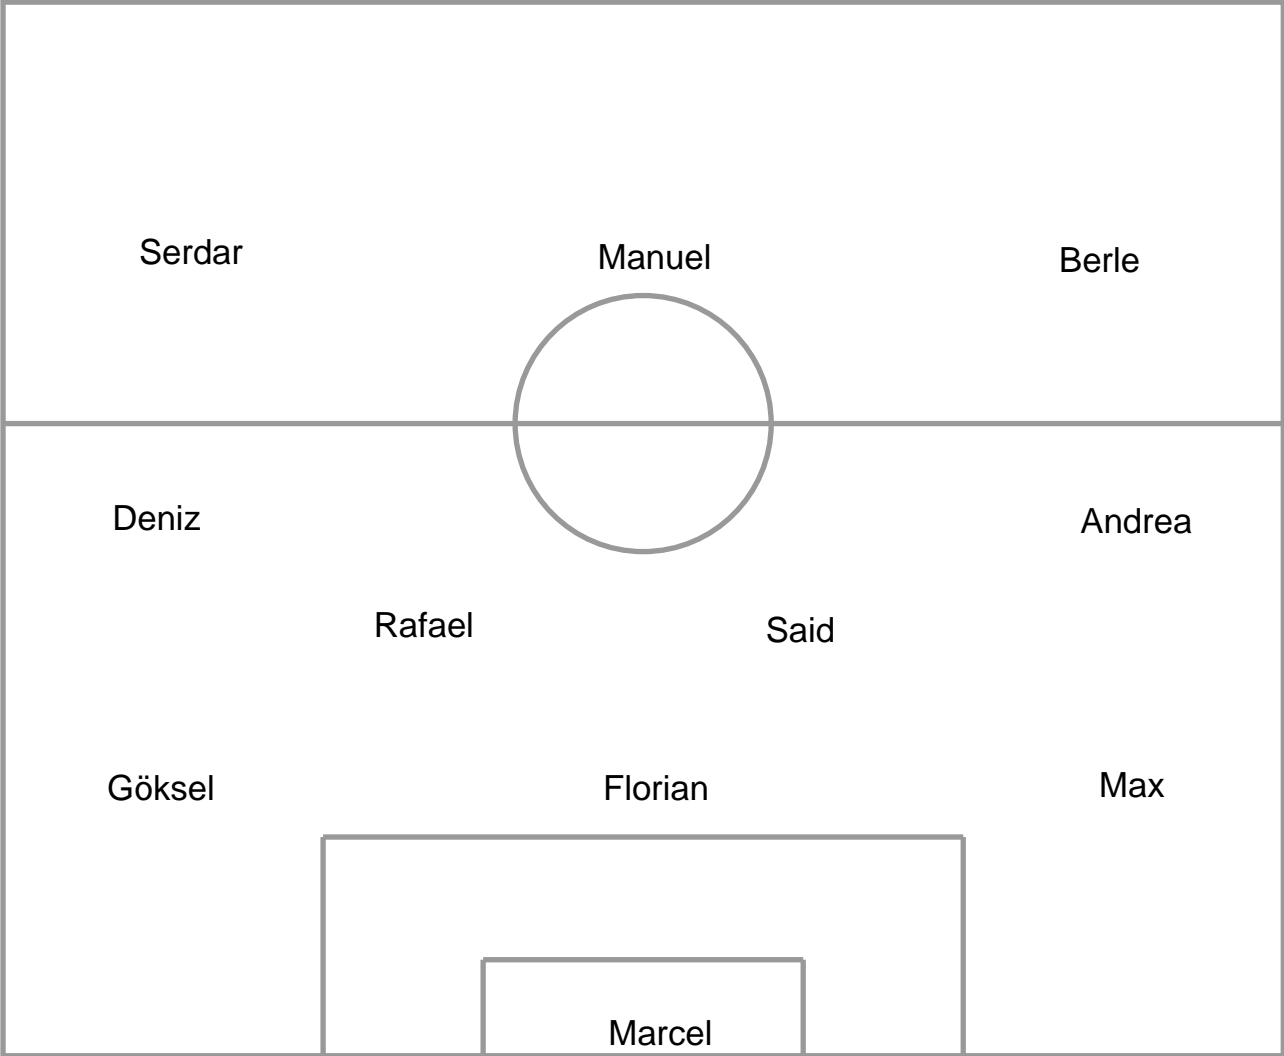 Serdar
Manuel
Berle
Deniz
Andrea
Rafael
Said
Göksel
Florian
Max
Marcel